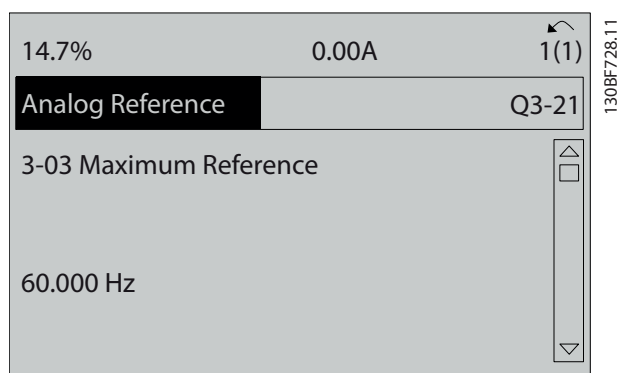 14.7% 0.00A 1(1)
Analog Reference Q3-21
3-03 Maximum Reference
60.000 Hz
130BF728.11